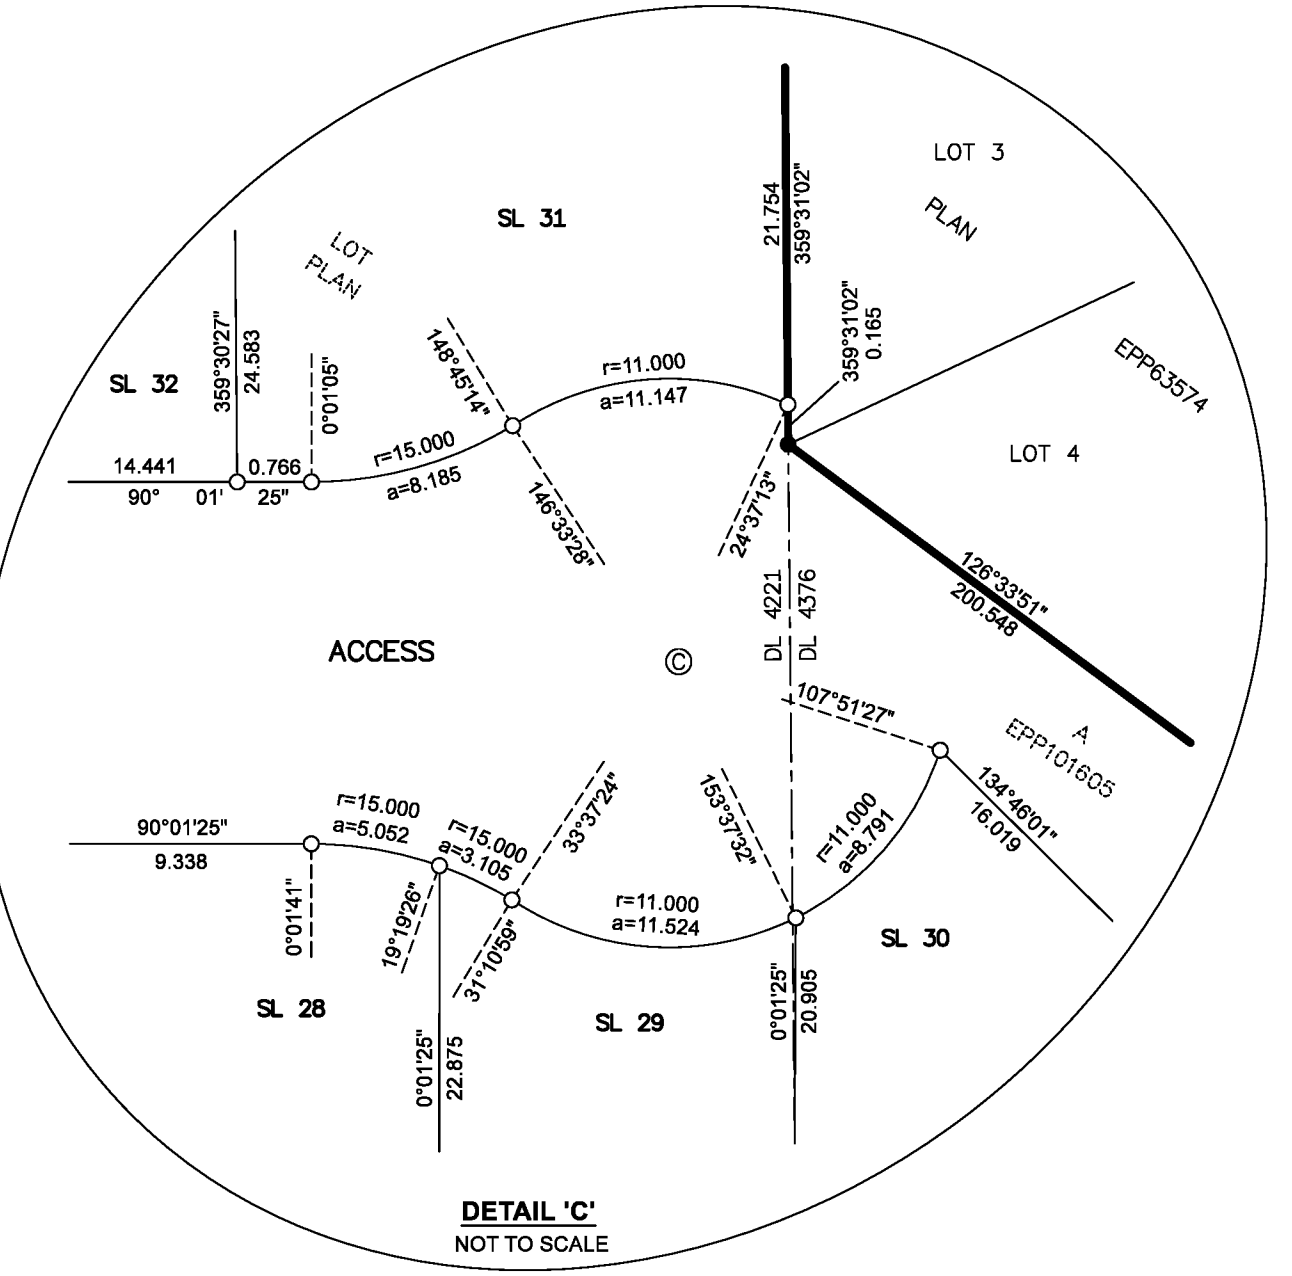 LOT 3
PLAN
21.754
359°31'02"
SL 31
LOT
PLAN
359°31'02"
0.165
EPP63574
359°30'27"
24.583
SL 32
0°01'05"
148°45'14"
r=11.000
a=11.147
r=15.000
a=8.185
LOT 4
14.441
0.766
90° 01' 25"
146°33'28"
24°37'13"
126°33'51"
200.548
DL 4221
DL 4376
ACCESS
©
107°51'27"
A
EPP101605
134°46'01"
16.019
90°01'25"
9.338
r=15.000
a=5.052
r=15.000
a=3.105
33°37'24"
153°37'32"
r=11.000
a=8.791
0°01'41"
19°19'26"
31°10'59"
r=11.000
a=11.524
SL 30
SL 28
SL 29
0°01'25"
20.905
0°01'25"
22.875
DETAIL 'C'
NOT TO SCALE